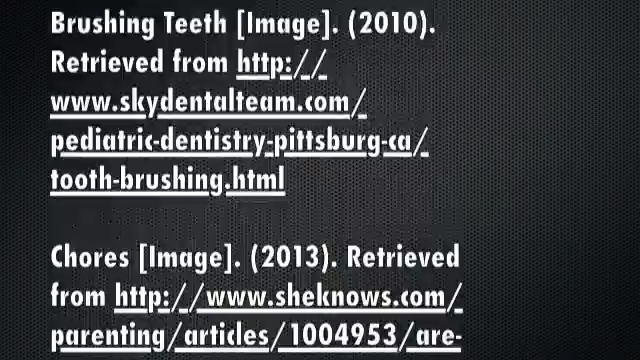 Brushing Teeth [Image]. (2010).
Retrieved from http://
www.skydentalteam.com/
pediatric-dentistry-pittsburg-ca/
tooth-brushing.html
Chores [Image]. (2013). Retrieved
from http://www.sheknows.com/
parenting/articles/1004953/are-